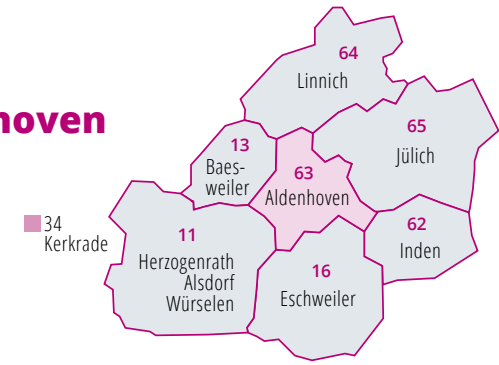 hoven
64
Linnich
65
Jülich
13
Baes-
weiler
63
Aldenhoven
62
Inden
34
Kerkrade
11
Herzogenrath
Alsdorf
Würselen
16
Eschweiler